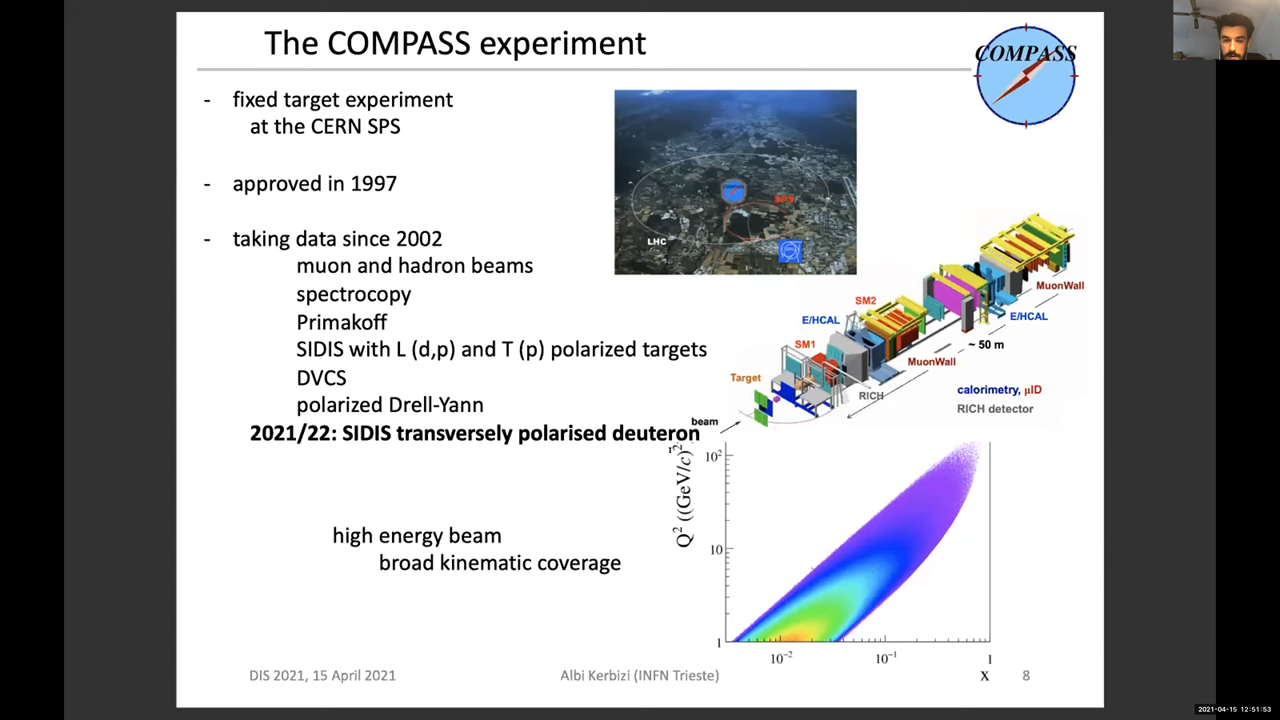 The COMPASS experiment
COMPASS
- fixed target experiment
at the CERN SPS
- approved in 1997
- taking data since 2002
muon and hadron beams
spectrocopy
Primakoff
SIDIS with L (d,p) and T (p) polarized targets
DVCS
polarized Drell-Yann
2021/22: SIDIS transversely polarised deuteron
high energy beam
broad kinematic coverage
COMPASS
SPS
LHC
MuonWall
SM2
E/HCAL
E/HCAL
~ 50 m
SM1
MuonWall
Target
RICH
calorimetry, µID
RICH detector
beam
Q² ((GeV/c)²)
10²
10
1
10⁻²
10⁻¹
1
x
DIS 2021, 15 April 2021
Albi Kerbizi (INFN Trieste)
8
2021-04-15 12:51:53